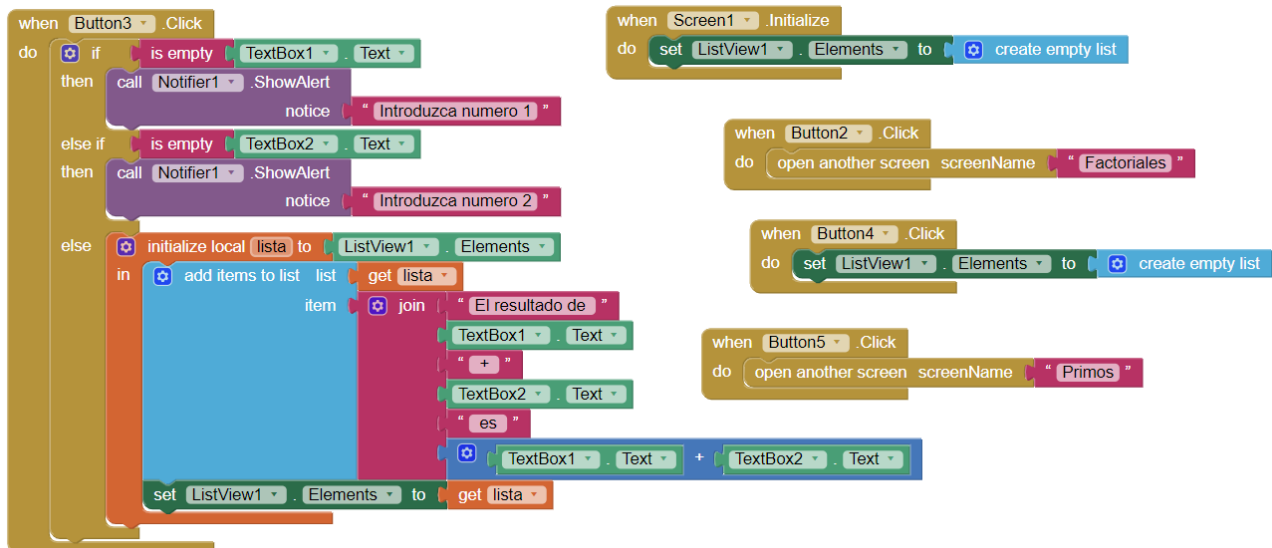 when Button3 .Click
do if is empty TextBox1 . Text
then call Notifier1 .ShowAlert
notice " Introduzca numero 1 "
else if is empty TextBox2 . Text
then call Notifier1 .ShowAlert
notice " Introduzca numero 2 "
else initialize local lista to ListView1 . Elements
in add items to list list get lista
item join " El resultado de "
TextBox1 . Text
" + "
TextBox2 . Text
" es "
TextBox1 . Text + TextBox2 . Text
set ListView1 . Elements to get lista
when Screen1 .Initialize
do set ListView1 . Elements to create empty list
when Button2 .Click
do open another screen screenName " Factoriales "
when Button4 .Click
do set ListView1 . Elements to create empty list
when Button5 .Click
do open another screen screenName " Primos "